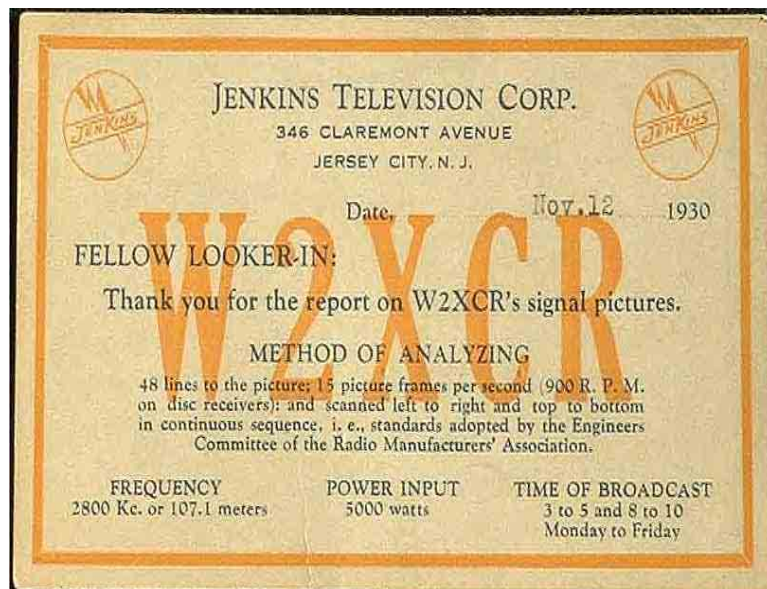 JENKINS
JENKINS
JENKINS TELEVISION CORP.
346 CLAREMONT AVENUE
JERSEY CITY, N. J.
Date, Nov.12 1930
W2XCR
FELLOW LOOKER-IN:
Thank you for the report on W2XCR's signal pictures.
METHOD OF ANALYZING
48 lines to the picture; 15 picture frames per second (900 R. P. M.
on disc receivers): and scanned left to right and top to bottom
in continuous sequence, i. e., standards adopted by the Engineers
Committee of the Radio Manufacturers' Association.
FREQUENCY
2800 Kc. or 107.1 meters
POWER INPUT
5000 watts
TIME OF BROADCAST
3 to 5 and 8 to 10
Monday to Friday